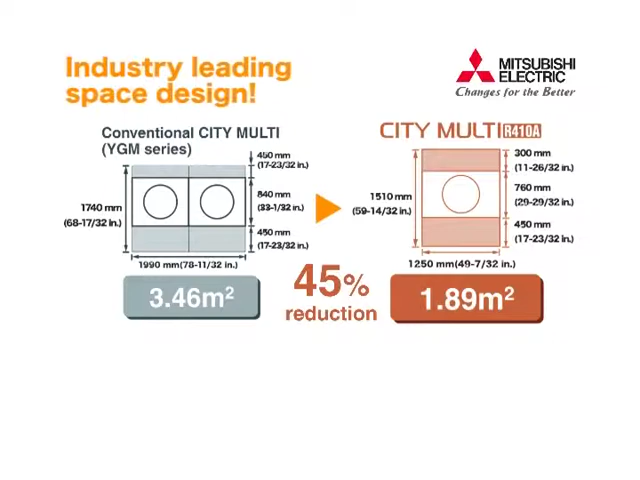 Industry leading
space design!
MITSUBISHI
ELECTRIC
Changes for the Better
Conventional CITY MULTI
(YGM series)
450 mm
(17-23/32 in.)
1740 mm
(68-17/32 in.)
840 mm
(33-1/32 in.)
450 mm
(17-23/32 in.)
1990 mm(78-11/32 in.)
3.46m²
45%
reduction
CITY MULTI R410A
300 mm
(11-26/32 in.)
1510 mm
(59-14/32 in.)
760 mm
(29-29/32 in.)
450 mm
(17-23/32 in.)
1250 mm(49-7/32 in.)
1.89m²